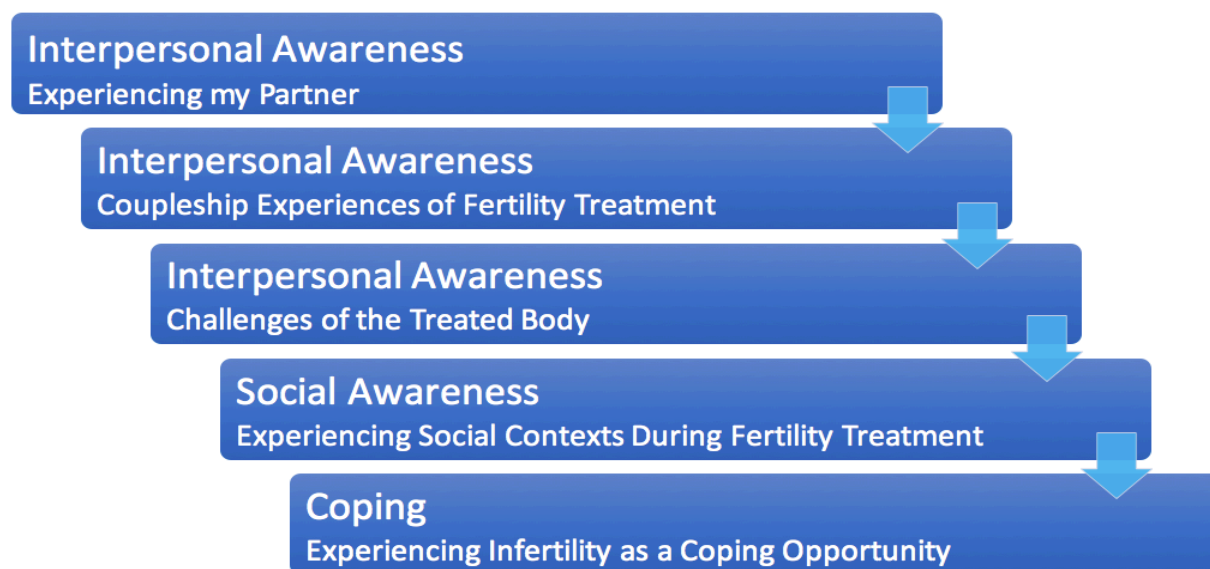 Interpersonal Awareness
Experiencing my Partner
Interpersonal Awareness
Coupleship Experiences of Fertility Treatment
Interpersonal Awareness
Challenges of the Treated Body
Social Awareness
Experiencing Social Contexts During Fertility Treatment
Coping
Experiencing Infertility as a Coping Opportunity